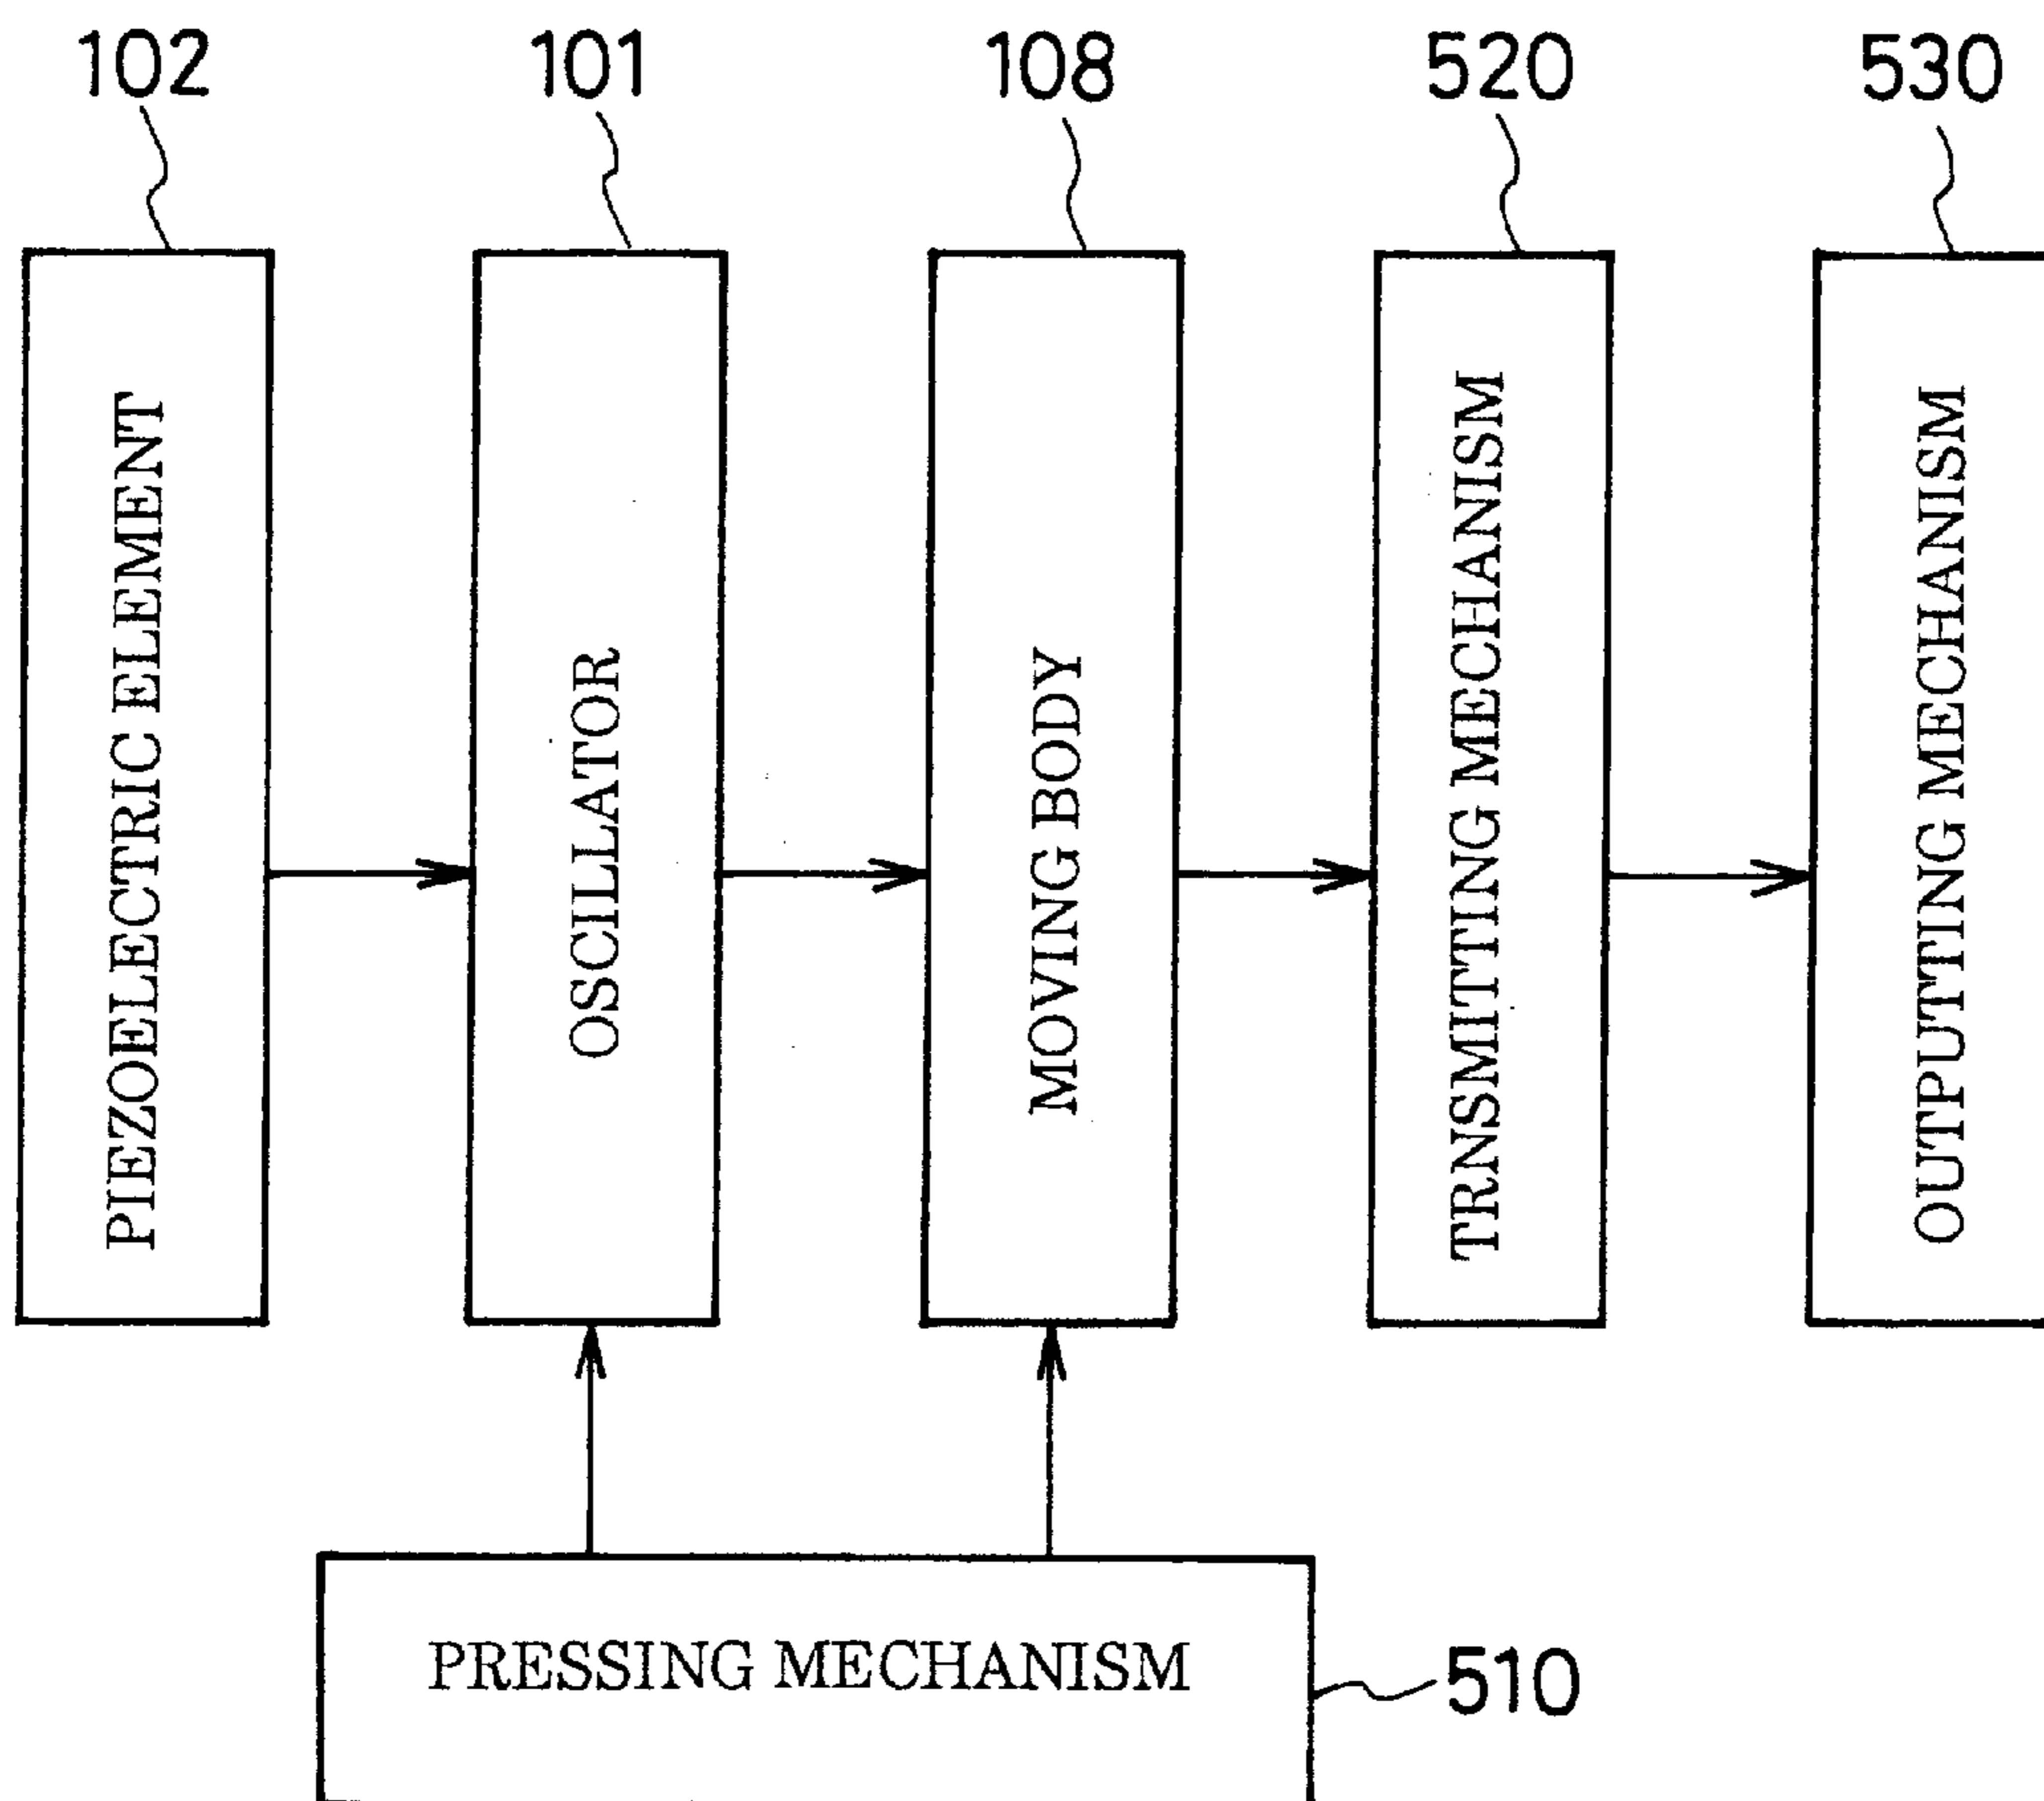 102
101
108
520
530
PIEZOELECTRIC ELEMENT
OSCILLATOR
MOVING BODY
TRNSMITTING MECHANISM
OUTPUTTING MECHANISM
PRESSING MECHANISM
510